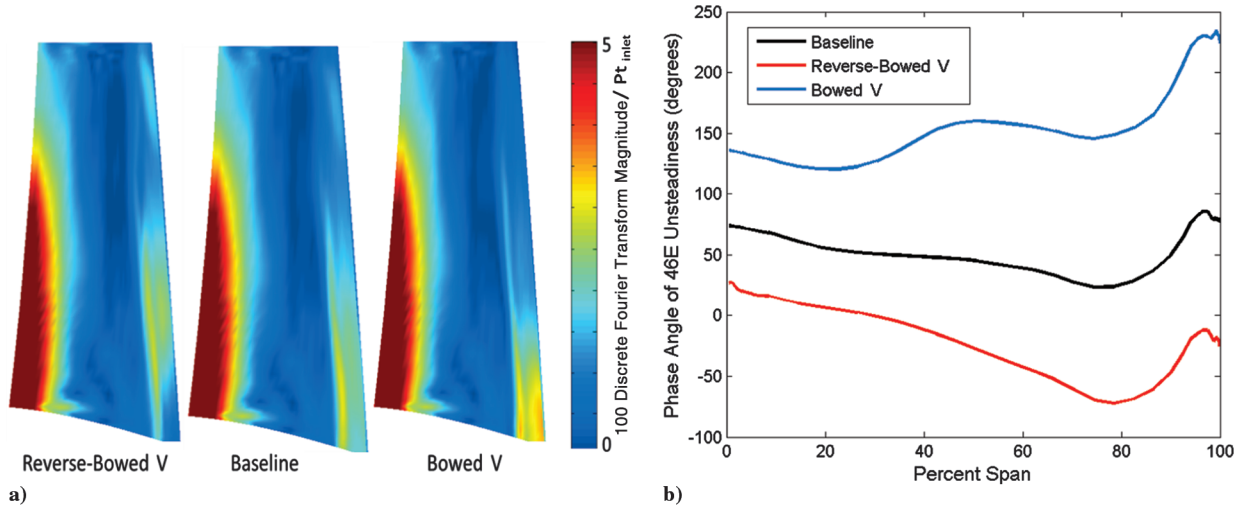 5
100 Discrete Fourier Transform Magnitude/ Pt inlet
0
Reverse-Bowed V
Baseline
Bowed V
a)
250
200
150
100
50
0
-50
-100
Phase Angle of 46E Unsteadiness (degrees)
Baseline
Reverse-Bowed V
Bowed V
0 20 40 60 80 100
Percent Span
b)